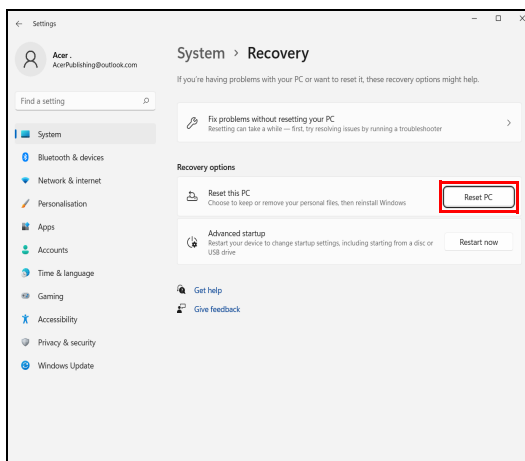 Settings
Acer .
AcerPublishing@outlook.com
Find a setting
System
Bluetooth & devices
Network & internet
Personalisation
Apps
Accounts
Time & language
Gaming
Accessibility
Privacy & security
Windows Update
System > Recovery
If you're having problems with your PC or want to reset it, these recovery options might help.
Fix problems without resetting your PC
Resetting can take a while — first, try resolving issues by running a troubleshooter
Recovery options
Reset this PC
Choose to keep or remove your personal files, then reinstall Windows
Reset PC
Advanced startup
Restart your device to change startup settings, including starting from a disc or
USB drive
Restart now
Get help
Give feedback